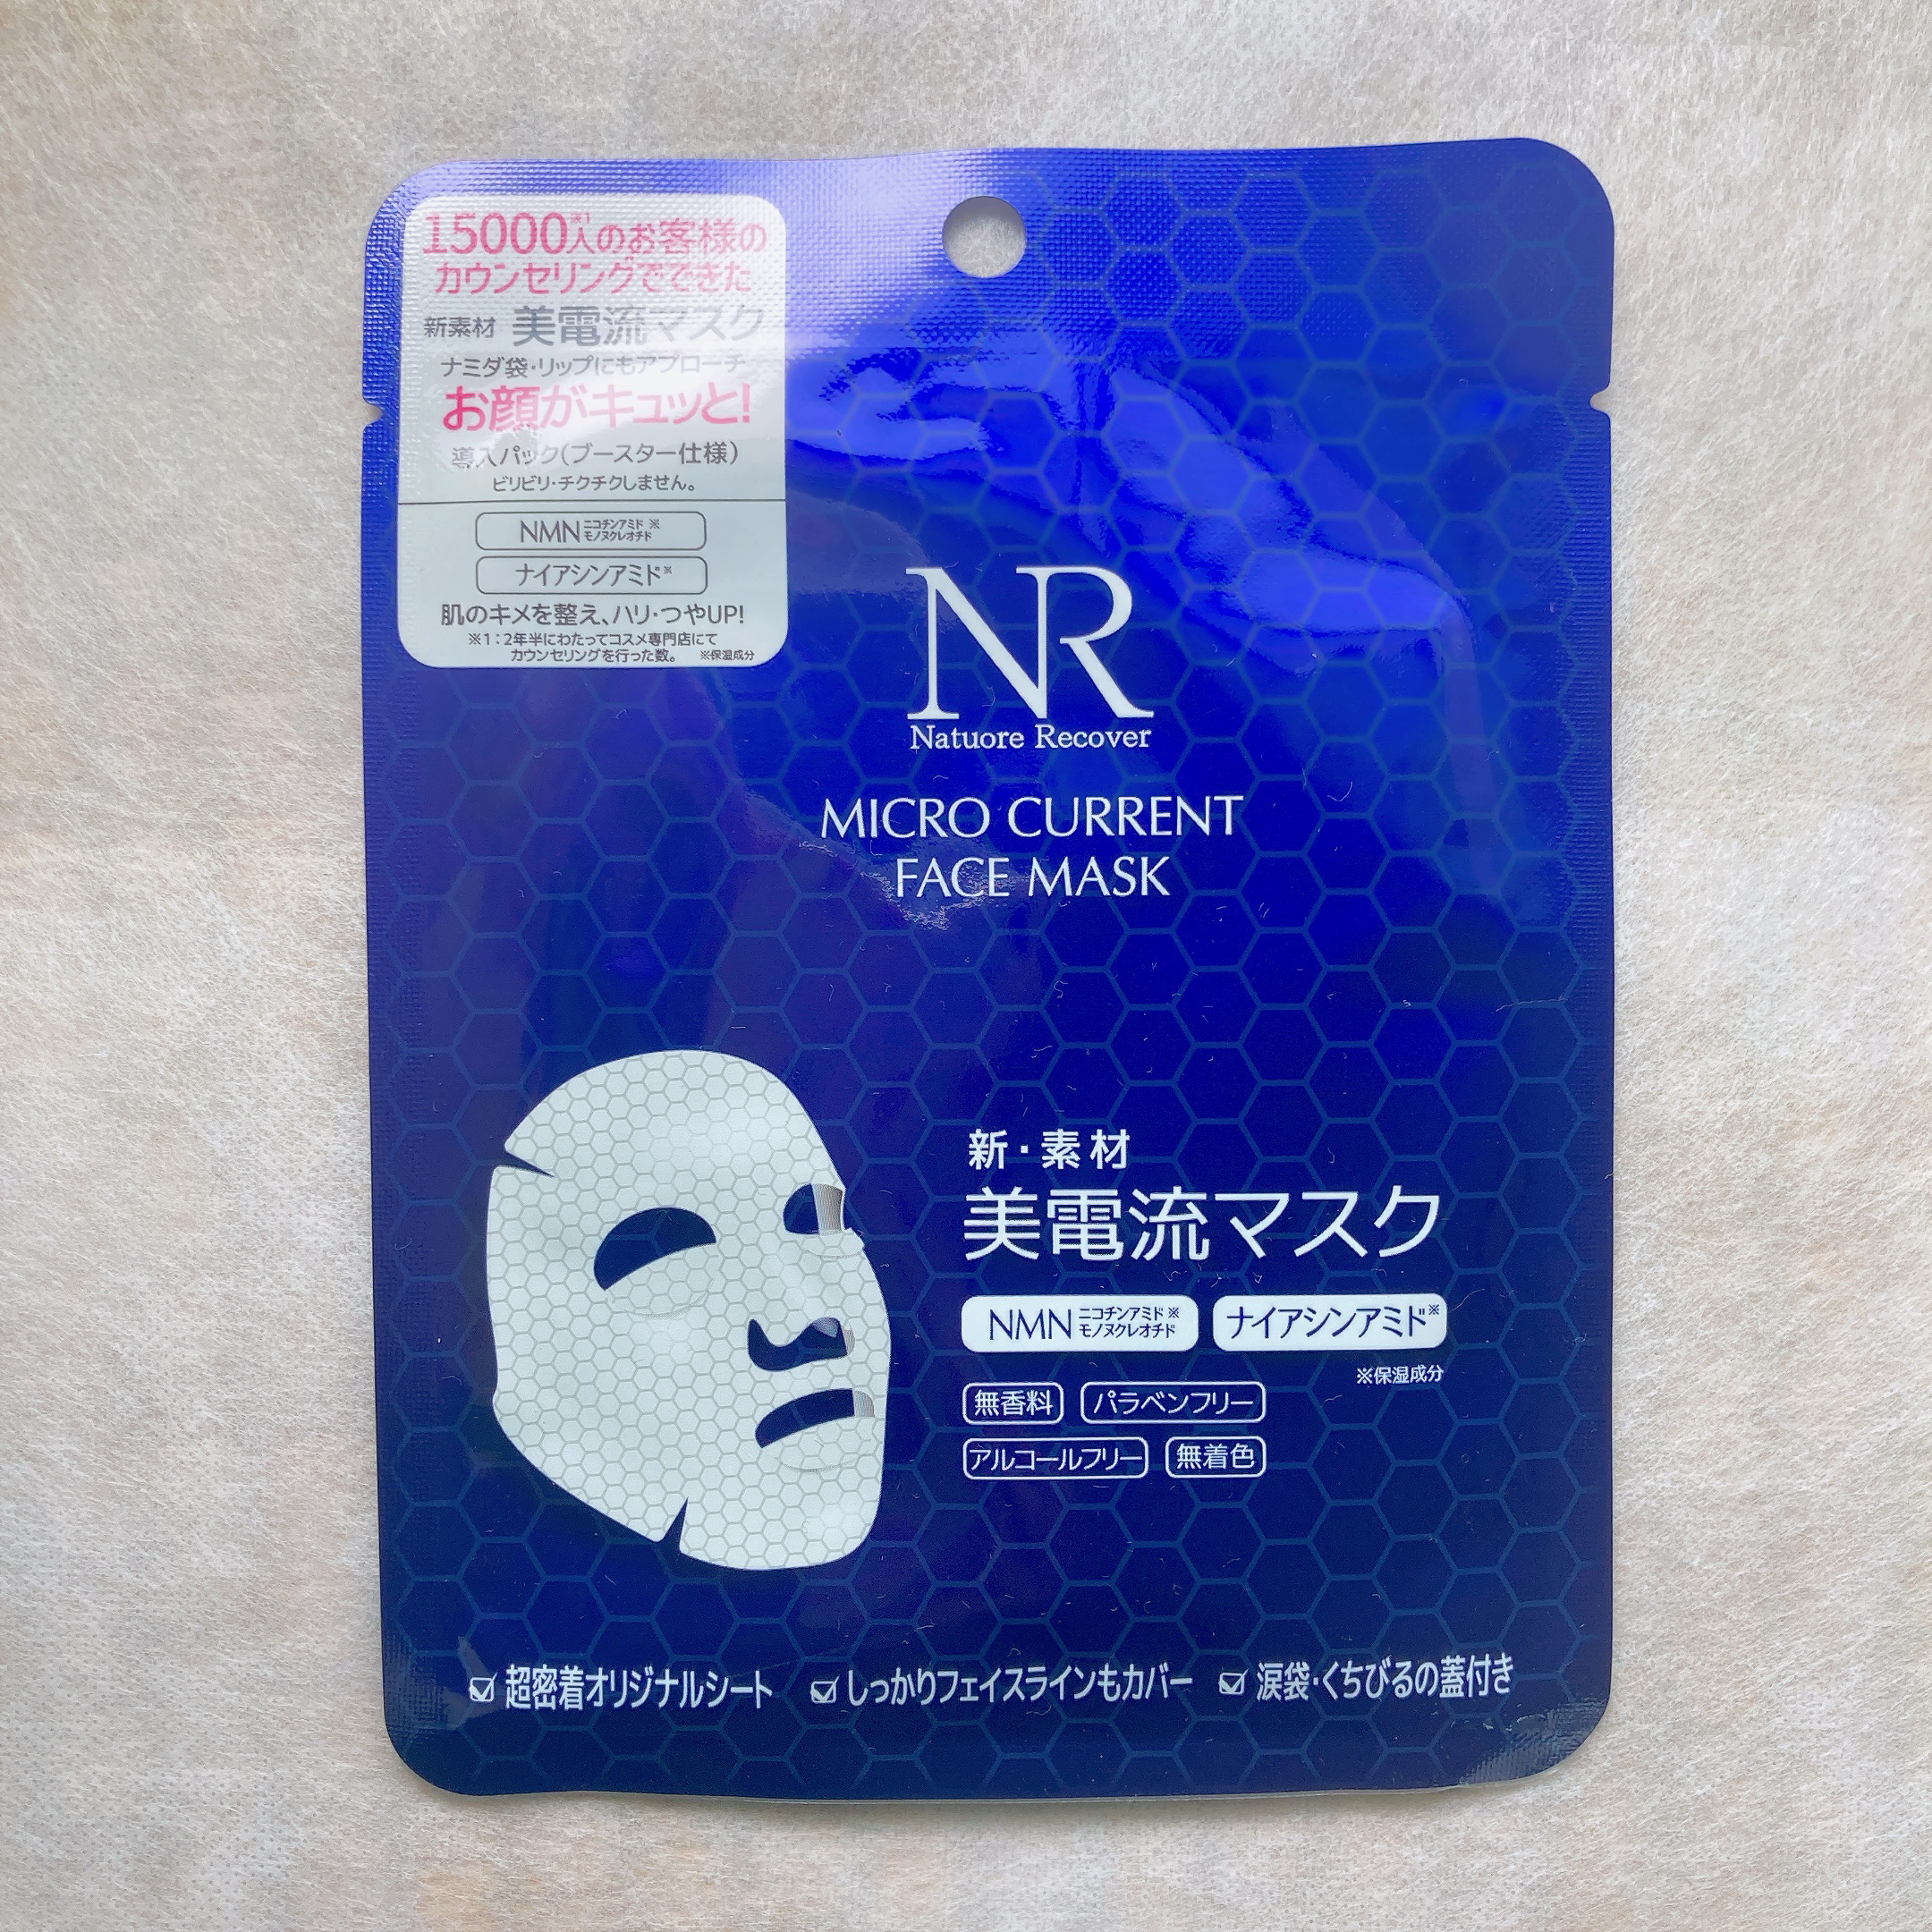 15000※1人のお客様の
カウンセリングでできた
新素材 美電流マスク
ナミダ袋・リップにもアプローチ
お顔がキュッと!
導入パック(ブースター仕様)
ピリピリ・チクチクしません。
NMN ニコチンアミド ※
モノヌクレオチド
ナイアシンアミド※
肌のキメを整え、ハリ・つやUP!
※1:2年半にわたってコスメ専門店にて
カウンセリングを行った数。 ※保湿成分
NR
Natuore Recover
MICRO CURRENT
FACE MASK
新・素材
美電流マスク
NMN ニコチンアミド ※
モノヌクレオチド
ナイアシンアミド※
※保湿成分
無香料 パラベンフリー
アルコールフリー 無着色
超密着オリジナルシート しっかりフェイスラインもカバー 涙袋・くちびるの蓋付き